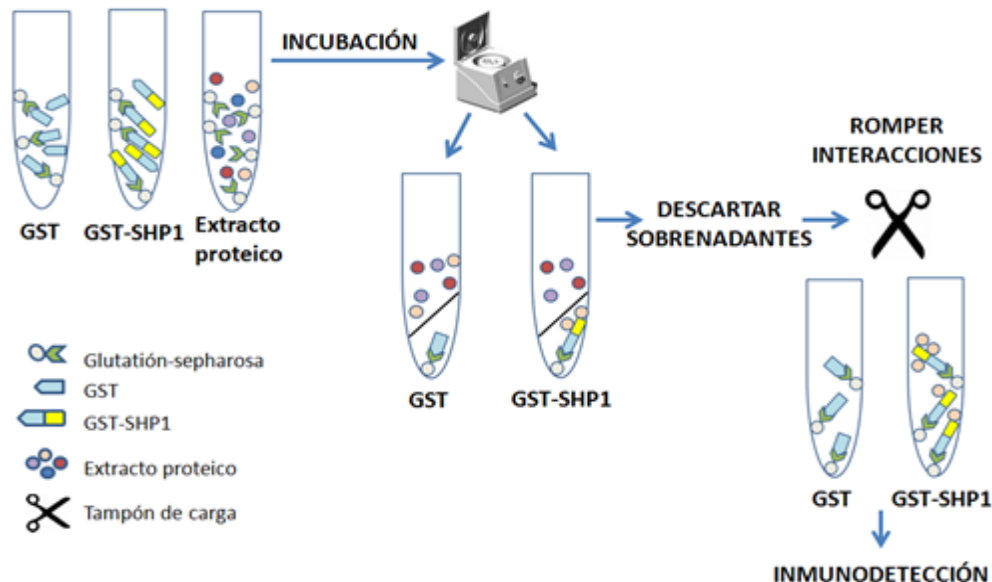 INCUBACIÓN
GST
GST-SHP1
Extracto
proteico
ROMPER
INTERACCIONES
DESCARTAR
SOBRENADANTES
GST
GST-SHP1
Glutatión-sepharosa
GST
GST-SHP1
Extracto proteico
Tampón de carga
GST
GST-SHP1
INMUNODETECCIÓN